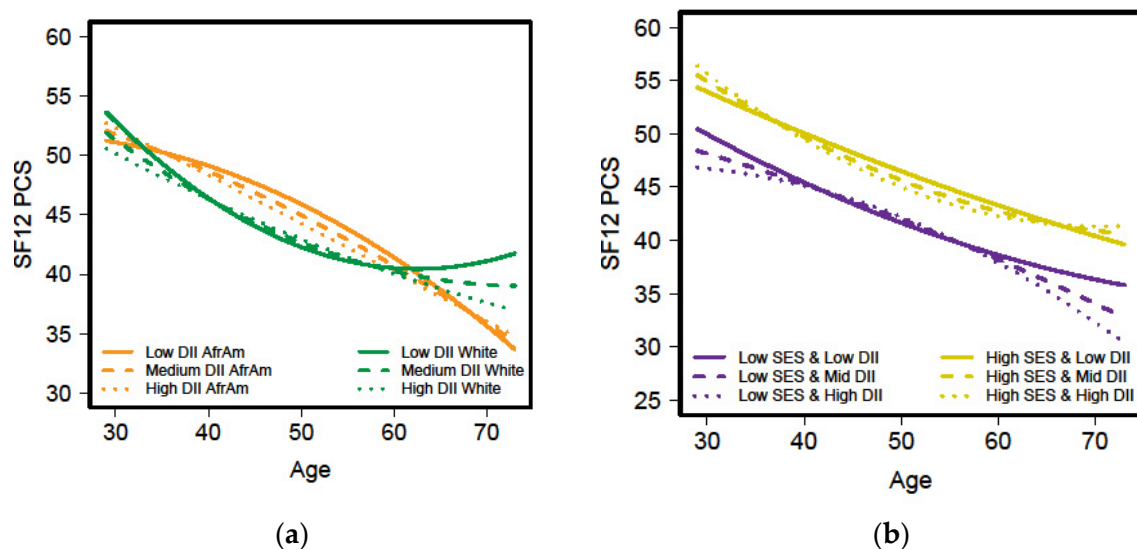 60
55
50
45
40
35
30
SF12 PCS
Low DII AfrAm
Medium DII AfrAm
High DII AfrAm
Low DII White
Medium DII White
High DII White
30 40 50 60 70
Age
(a)
60
55
50
45
40
35
30
25
SF12 PCS
Low SES & Low DII
Low SES & Mid DII
Low SES & High DII
High SES & Low DII
High SES & Mid DII
High SES & High DII
30 40 50 60 70
Age
(b)